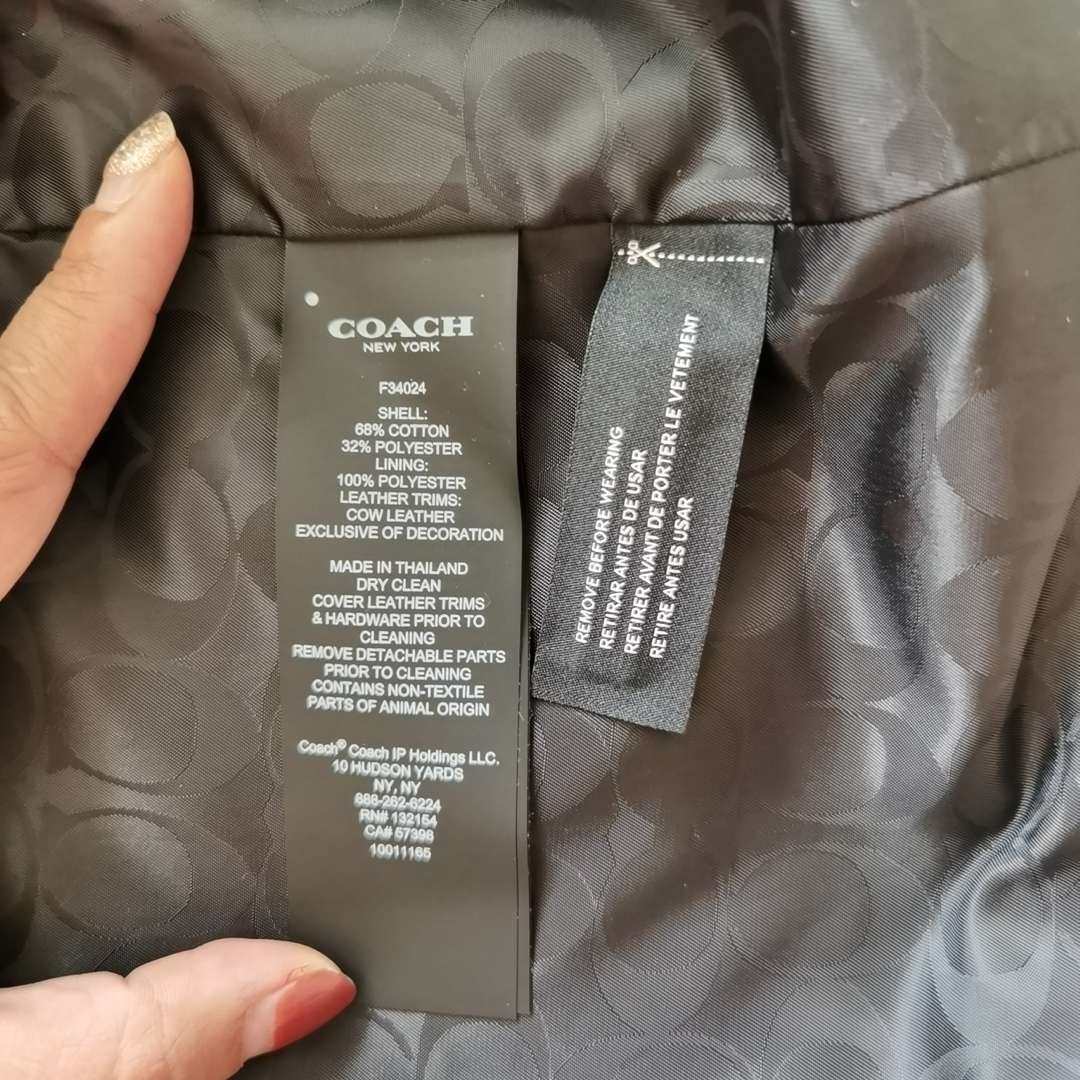 COACH
NEW YORK
F34024
SHELL:
68% COTTON
32% POLYESTER
LINING:
100% POLYESTER
LEATHER TRIMS:
COW LEATHER
EXCLUSIVE OF DECORATION
MADE IN THAILAND
DRY CLEAN
COVER LEATHER TRIMS
& HARDWARE PRIOR TO
CLEANING
REMOVE DETACHABLE PARTS
PRIOR TO CLEANING
CONTAINS NON-TEXTILE
PARTS OF ANIMAL ORIGIN
Coach® Coach IP Holdings LLC.
10 HUDSON YARDS
NY, NY
888-262-6224
RN# 132154
CA# 57398
10011165
REMOVE BEFORE WEARING
RETIRAR ANTES DE USAR
RETIRER AVANT DE PORTER LE VETEMENT
RETIRE ANTES USAR